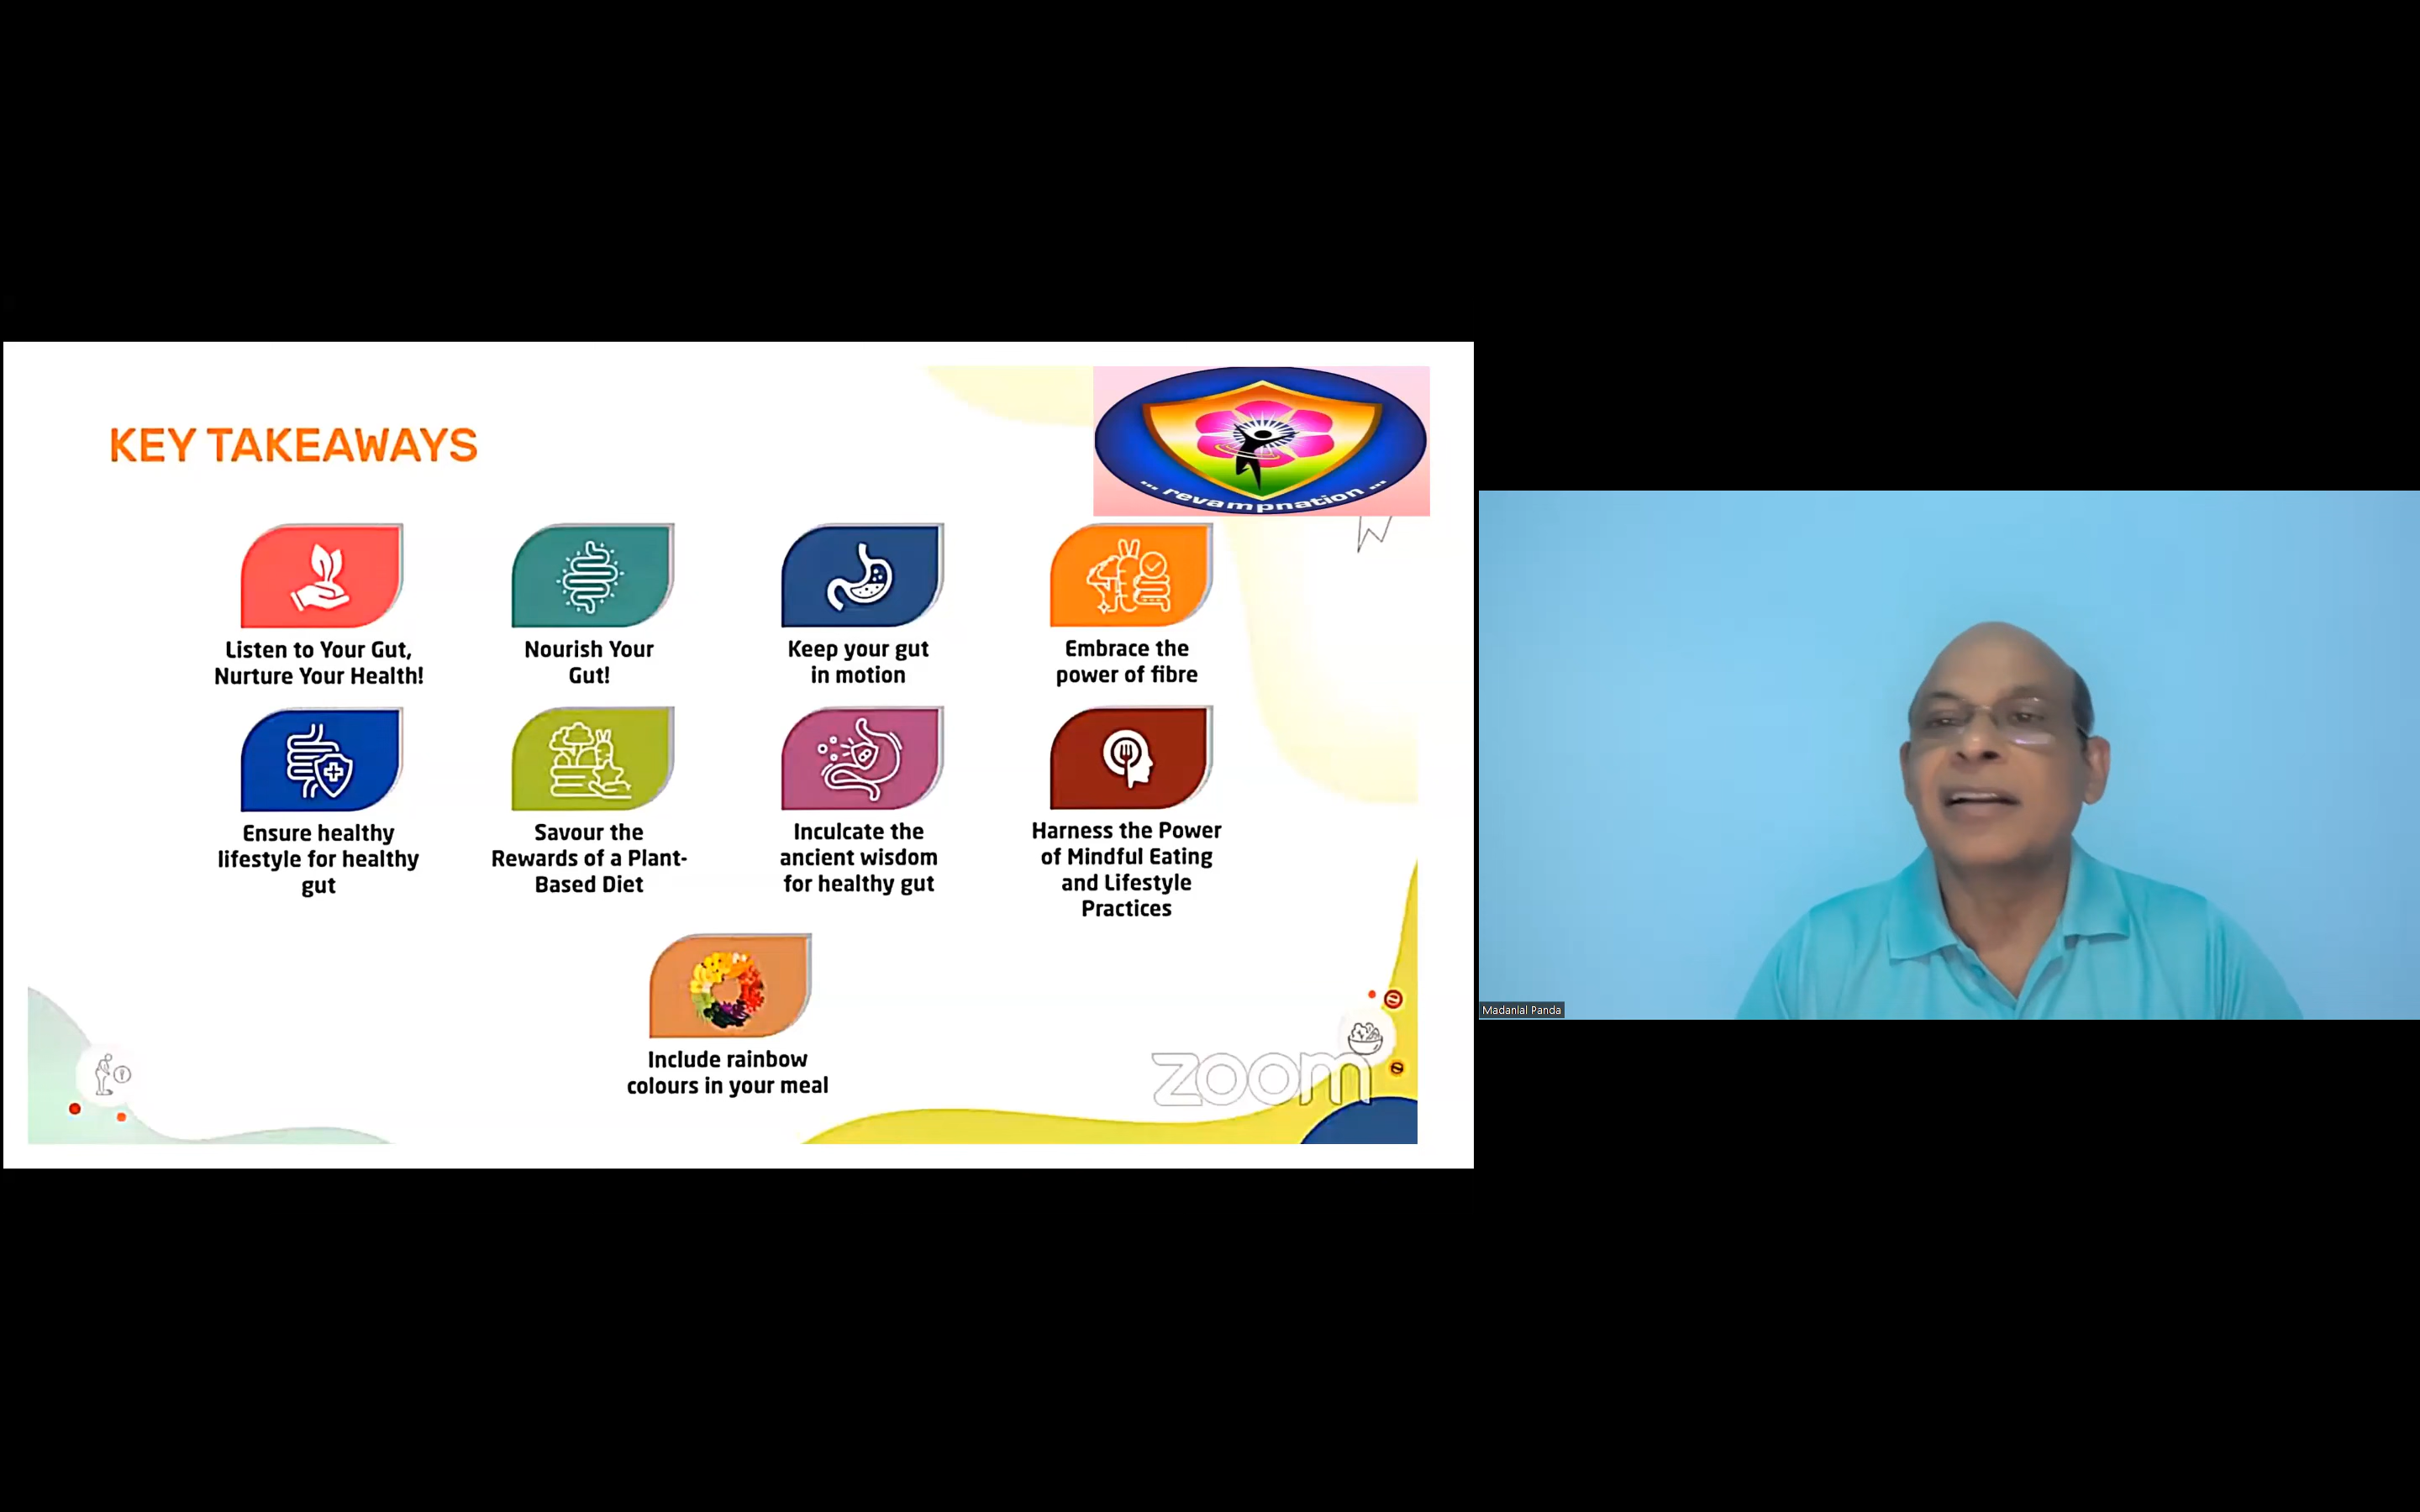 KEY TAKEAWAYS
... revampnation ...
Listen to Your Gut,
Nurture Your Health!
Nourish Your
Gut!
Keep your gut
in motion
Embrace the
power of fibre
Ensure healthy
lifestyle for healthy
gut
Savour the
Rewards of a Plant-
Based Diet
Inculcate the
ancient wisdom
for healthy gut
Harness the Power
of Mindful Eating
and Lifestyle
Practices
Include rainbow
colours in your meal
zoom
Madanlal Panda